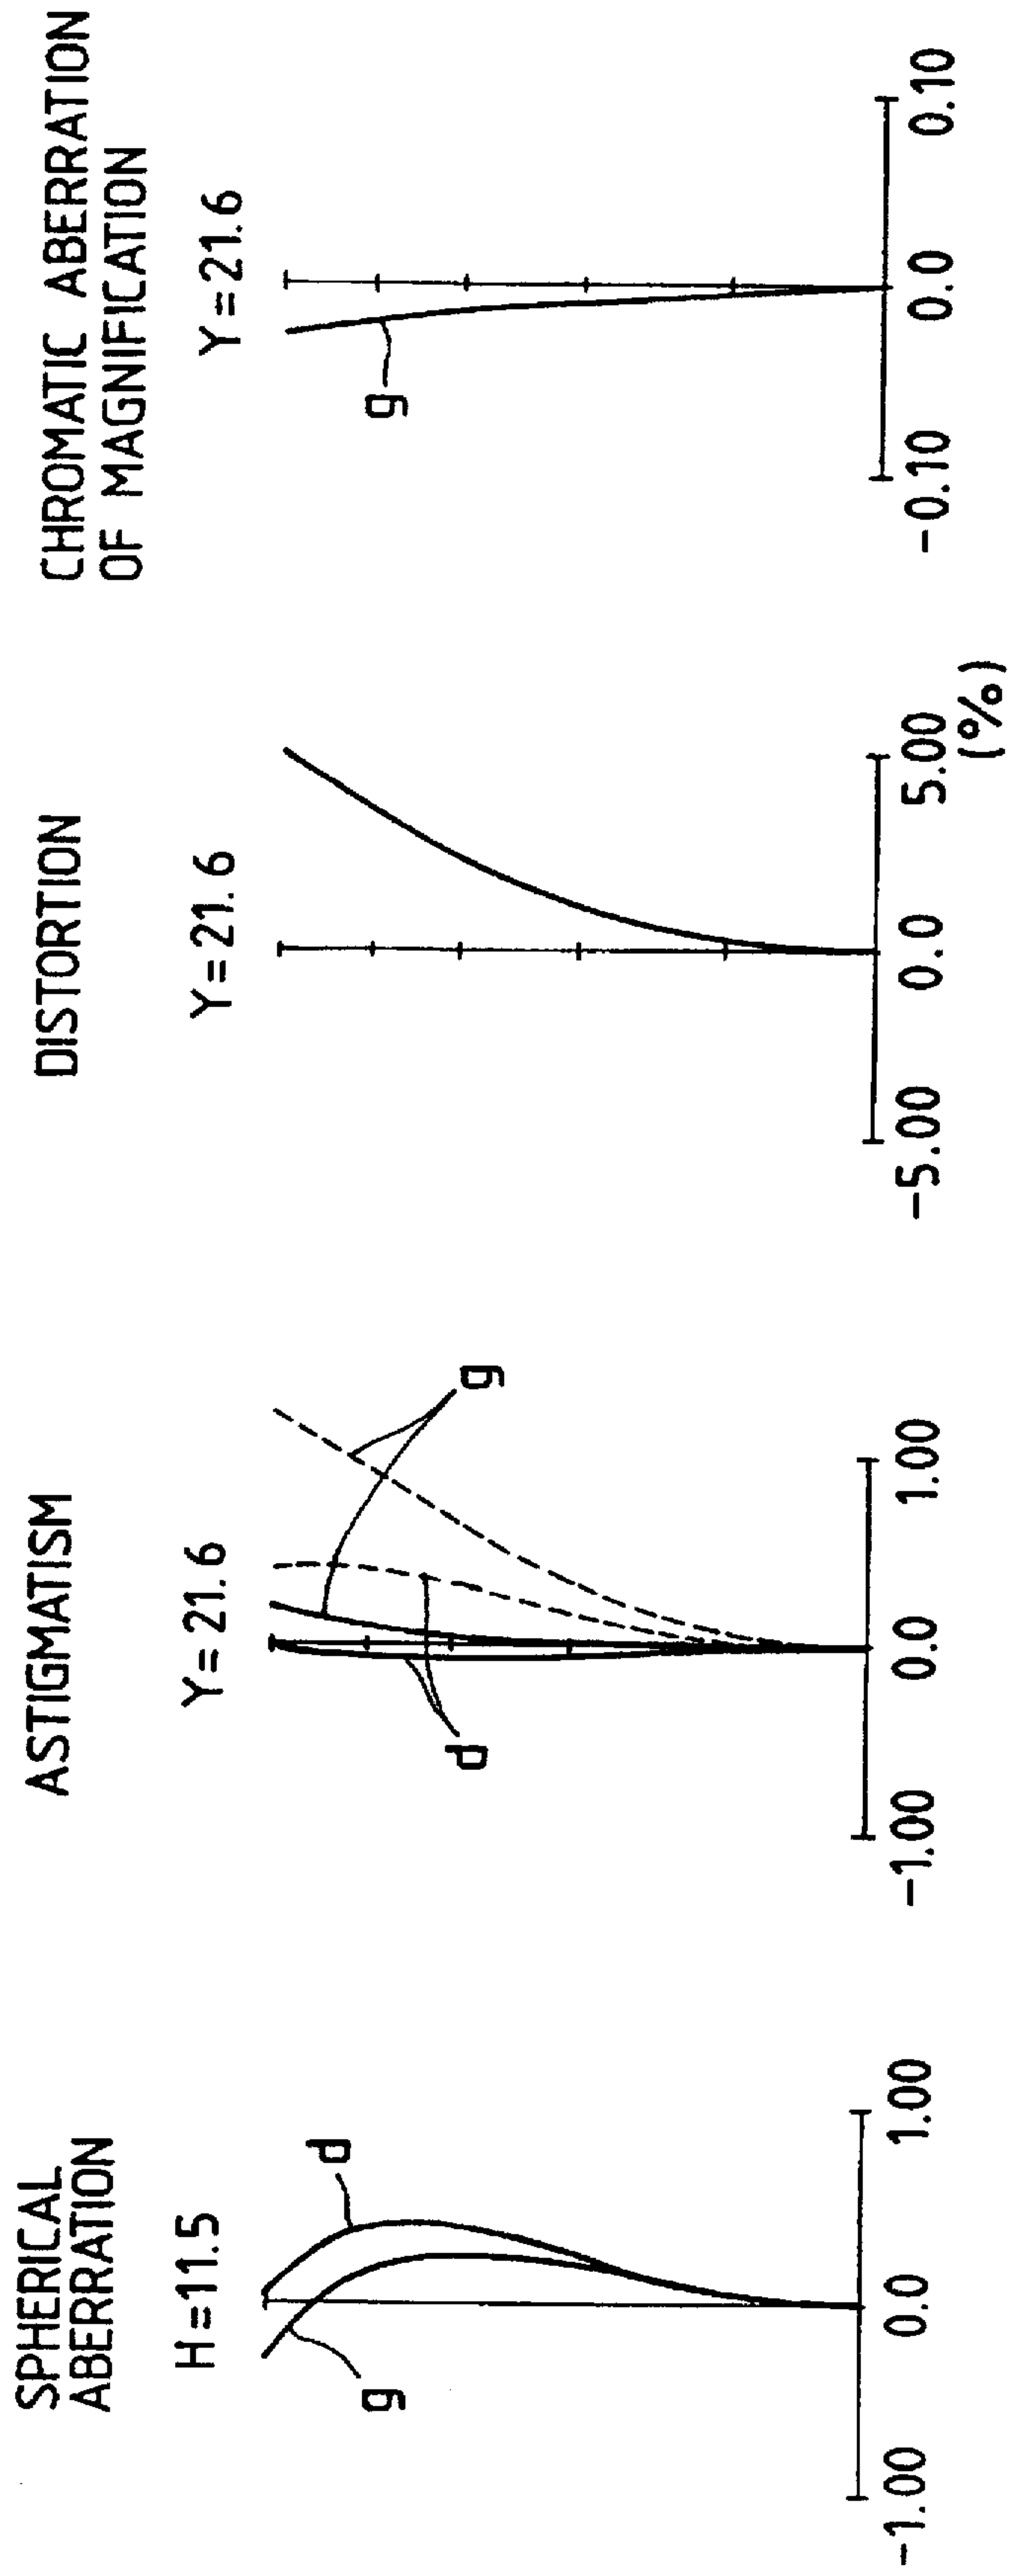 SPHERICAL
ABERRATION
H=11.5
d
g
-1.00
0.0
1.00
ASTIGMATISM
Y=21.6
g
d
-1.00
0.0
1.00
DISTORTION
Y=21.6
-5.00
0.0
5.00
(%)
CHROMATIC ABERRATION
OF MAGNIFICATION
Y=21.6
g
-0.10
0.0
0.10